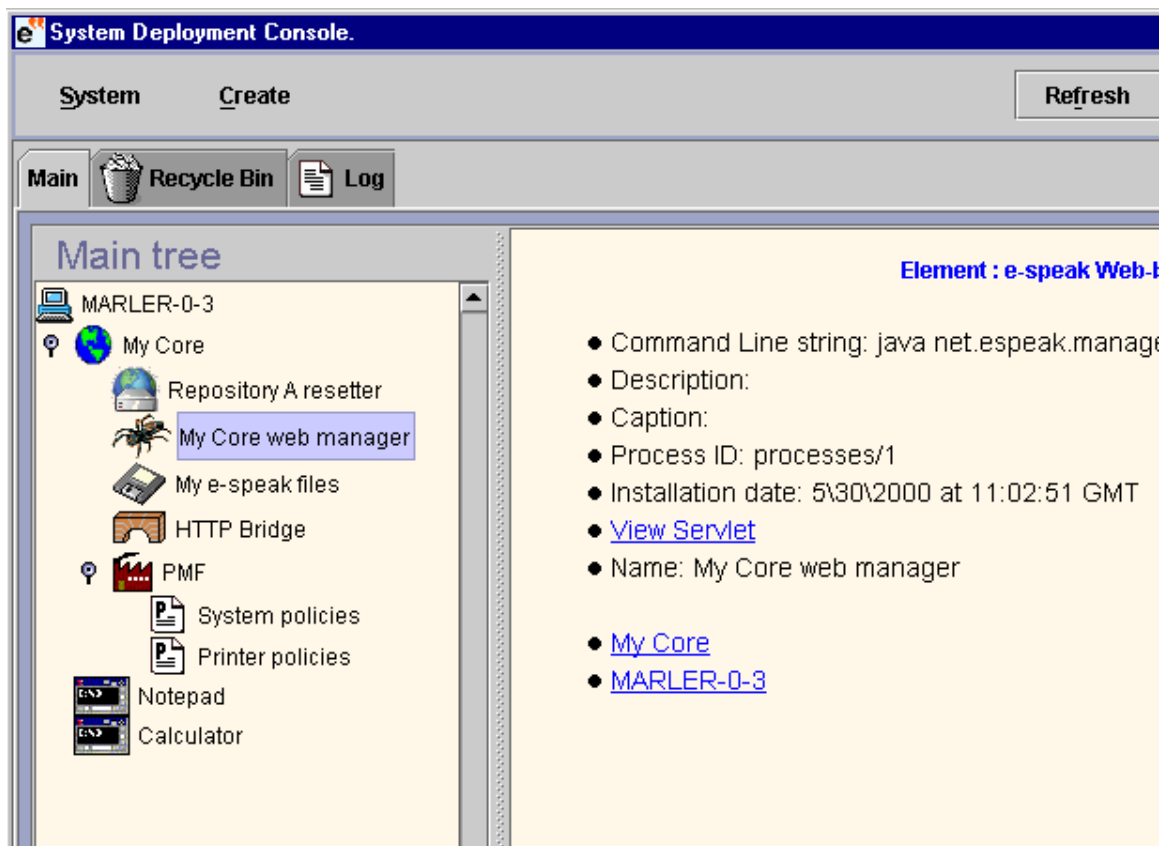 System Deployment Console.
System Create Refresh
Main Recycle Bin Log
Main tree
MARLER-0-3
My Core
Repository A resetter
My Core web manager
My e-speak files
HTTP Bridge
PMF
System policies
Printer policies
Notepad
Calculator
Element : e-speak Web-b
Command Line string: java net.espeak.manage
Description:
Caption:
Process ID: processes/1
Installation date: 5\30\2000 at 11:02:51 GMT
View Servlet
Name: My Core web manager
My Core
MARLER-0-3